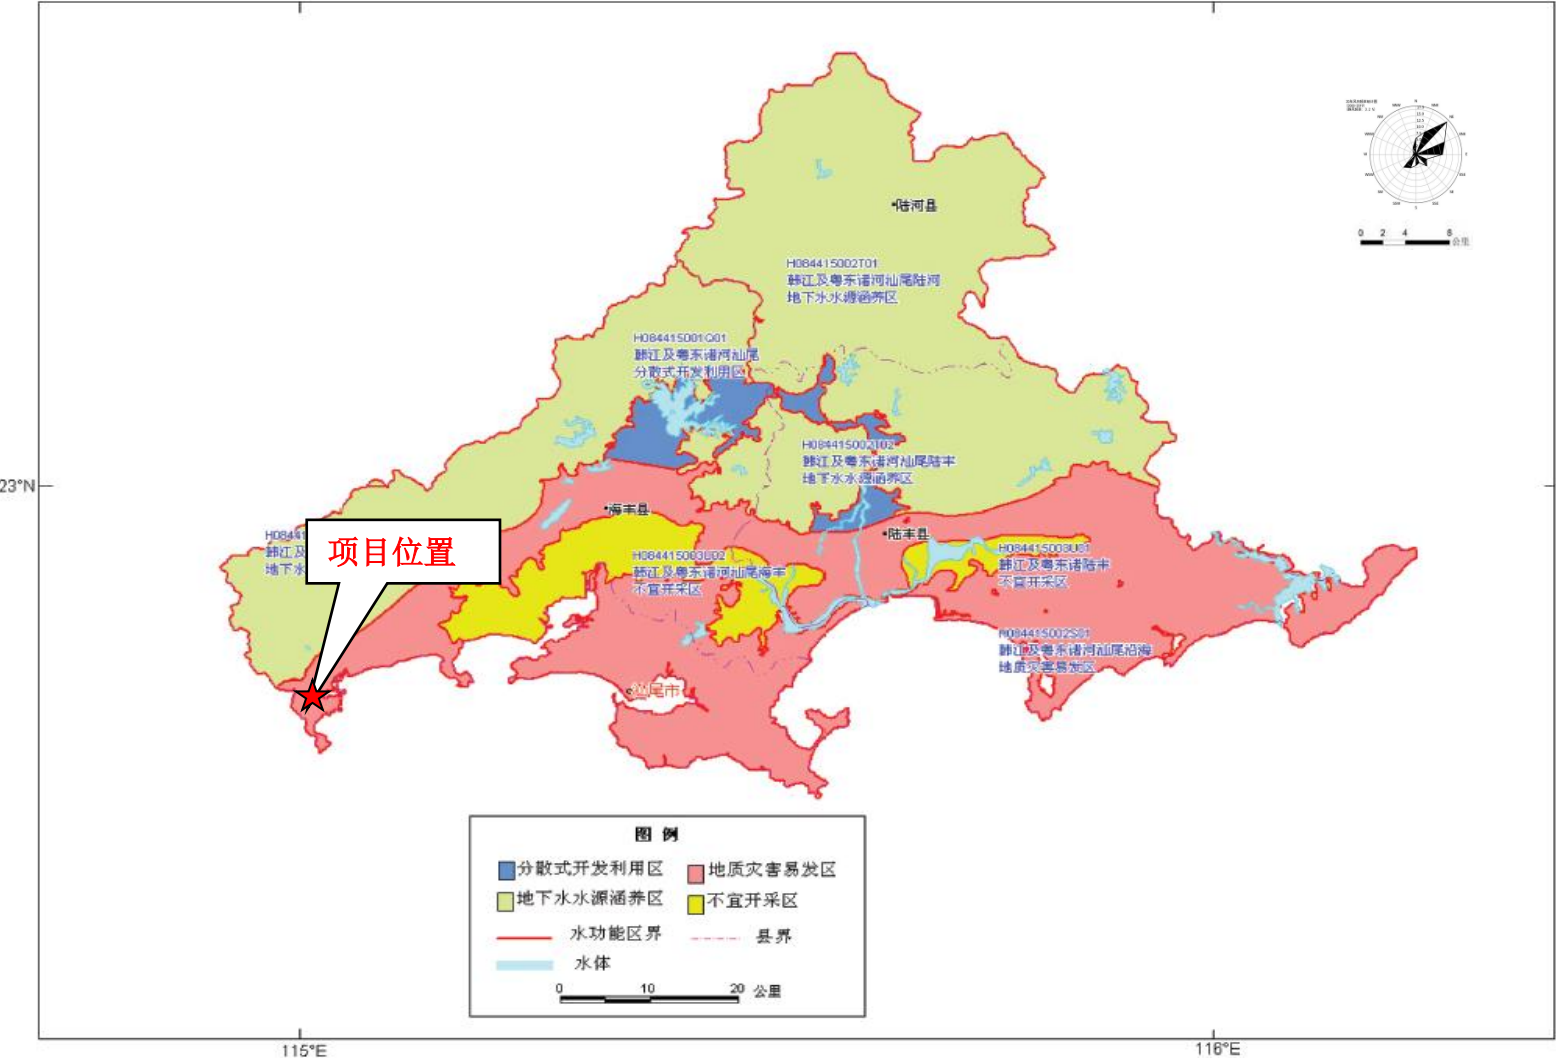 陆河县
0 2 4 8 公里
H084415002T01
韩江及粤东诸河汕尾陆河
地下水水源涵养区
H084415001Q01
韩江及粤东诸河汕尾
分散式开发利用区
H084415002T02
韩江及粤东诸河汕尾陆丰
地下水水源涵养区
23°N
海丰县
陆丰县
H08441
韩江及
地下水
项目位置
H084415003U02
韩江及粤东诸河汕尾海丰
不宜开采区
H084415003U01
韩江及粤东诸陆丰
不宜开采区
H084415002S01
韩江及粤东诸河汕尾沿海
地质灾害易发区
汕尾市
图 例
分散式开发利用区
地质灾害易发区
地下水水源涵养区
不宜开采区
水功能区界
县界
水体
0 10 20 公里
115°E
116°E